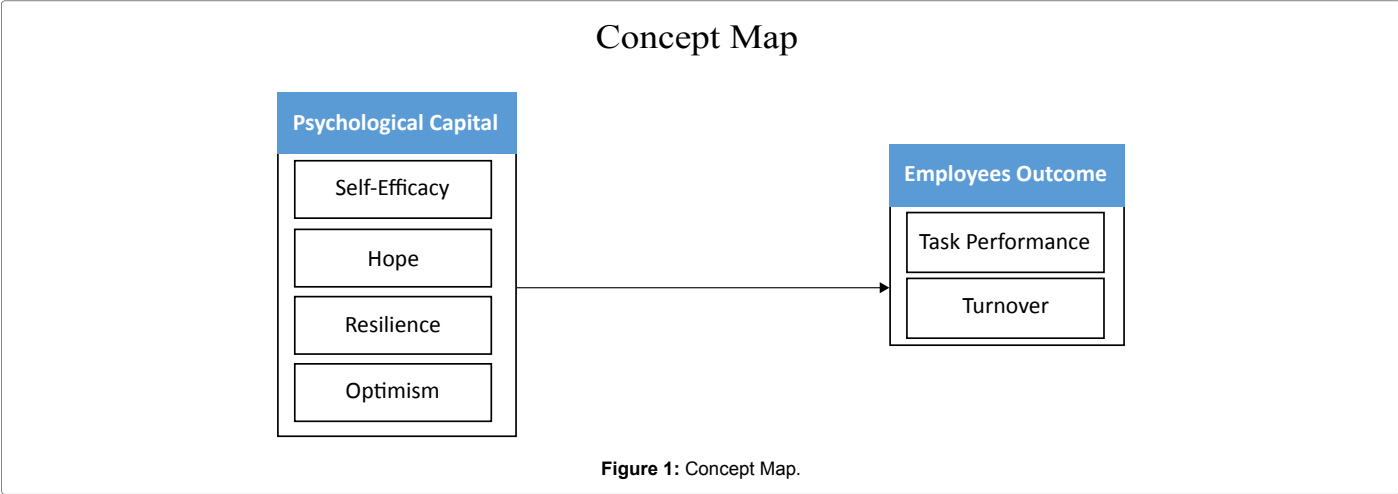 Concept Map
Psychological Capital
Self-Efficacy
Hope
Resilience
Optimism
Employees Outcome
Task Performance
Turnover
Figure 1: Concept Map.